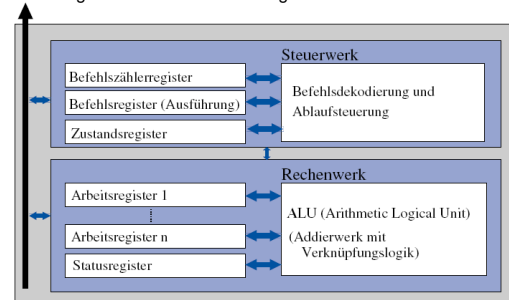 Steuerwerk
Befehlszählerregister
Befehlsregister (Ausführung)
Zustandsregister
Befehlsdekodierung und
Ablaufsteuerung
Rechenwerk
Arbeitsregister 1
Arbeitsregister n
Statusregister
ALU (Arithmetic Logical Unit)
(Addierwerk mit
Verknüpfungslogik)